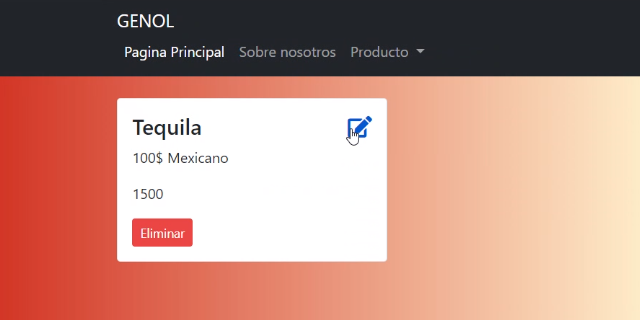 GENOL
Pagina Principal Sobre nosotros Producto
Tequila
100$ Mexicano
1500
Eliminar